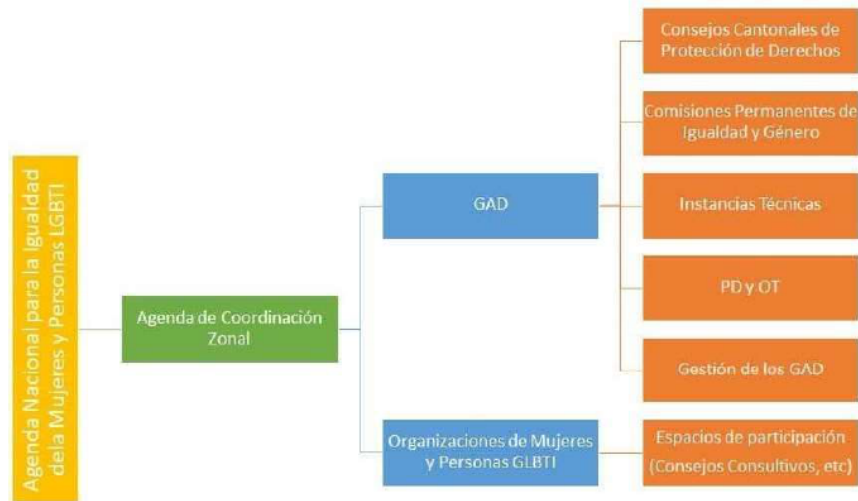 Agenda Nacional para la Igualdad
dela Mujeres y Personas LGBTI
Agenda de Coordinación
Zonal
GAD
Organizaciones de Mujeres
y Personas GLBTI
Consejos Cantonales de
Protección de Derechos
Comisiones Permanentes de
Igualdad y Género
Instancias Técnicas
PD y OT
Gestión de los GAD
Espacios de participación
(Consejos Consultivos, etc)